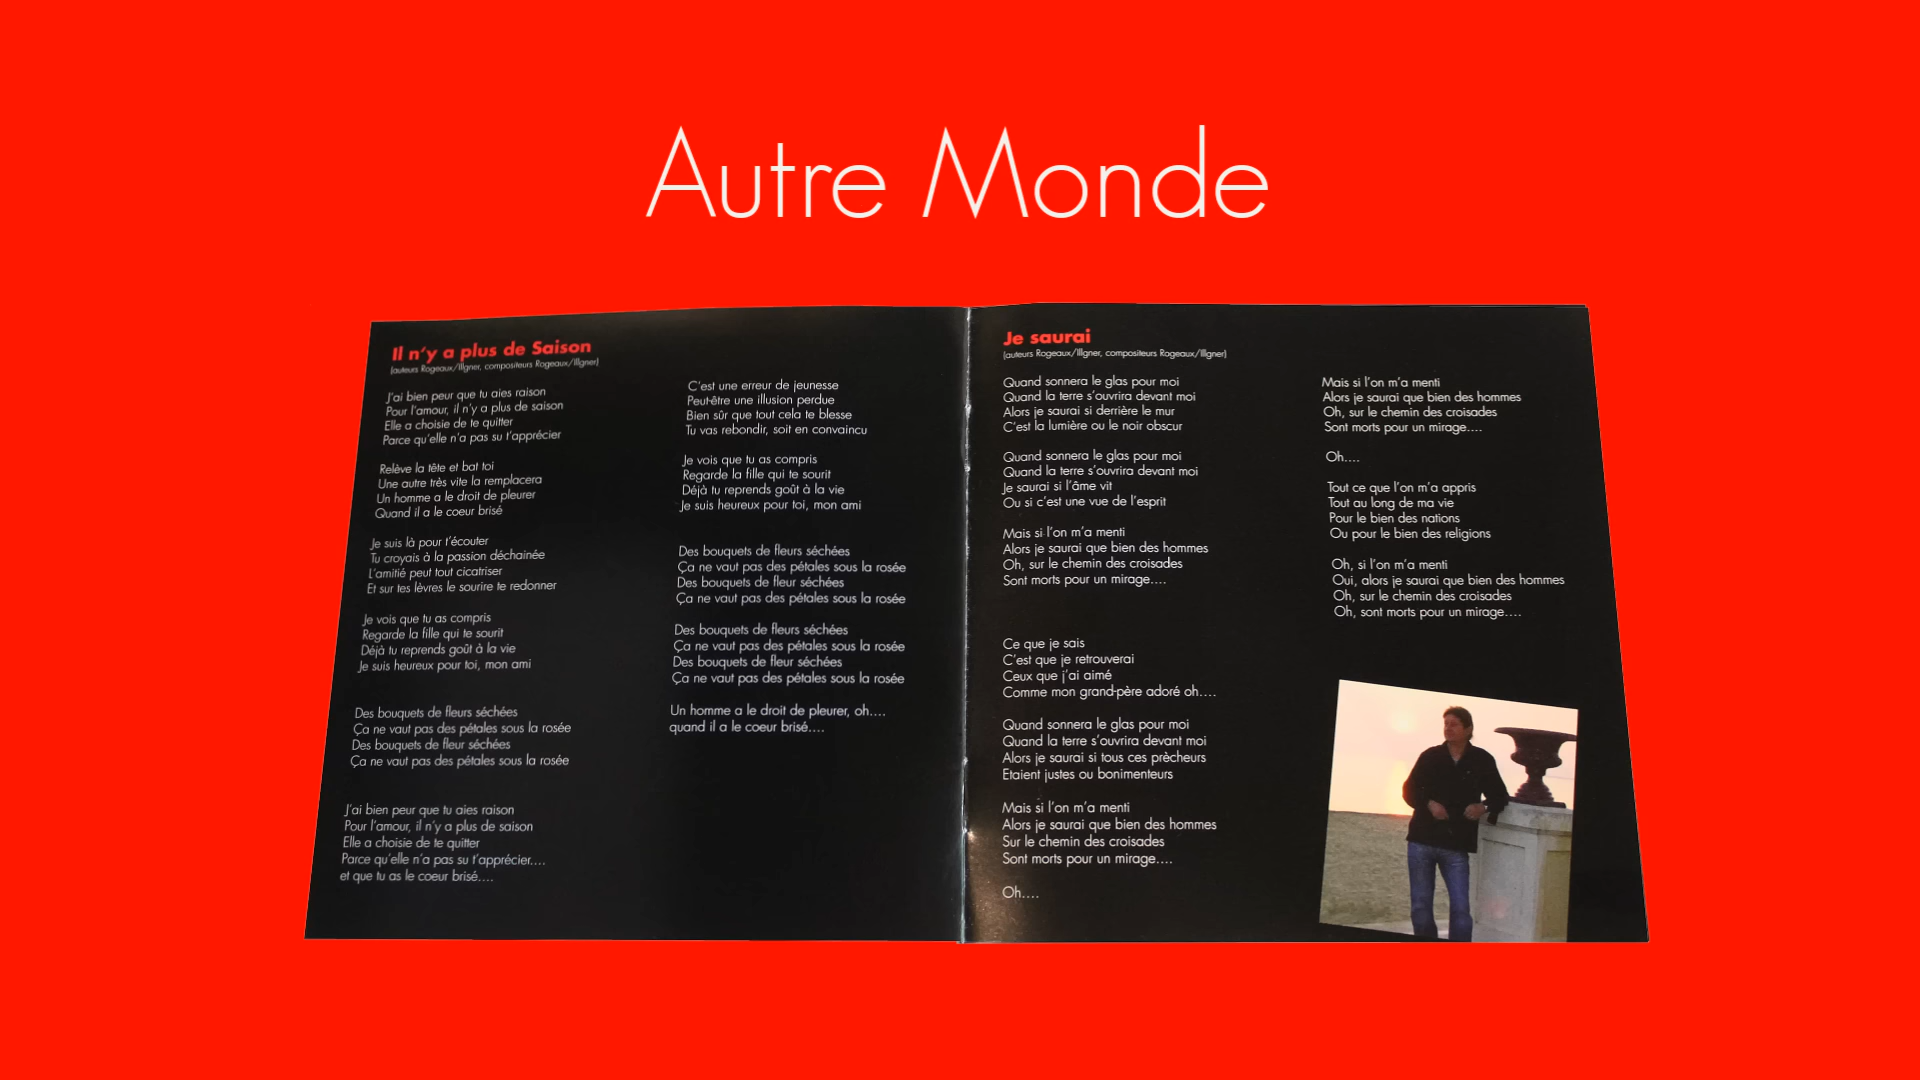 Autre Monde
Il n'y a plus de Saison
(auteurs Rogeaux/Illgner, compositeurs Rogeaux/Illgner)
J'ai bien peur que tu aies raison
Pour l'amour, il n'y a plus de saison
Elle a choisie de te quitter
Parce qu'elle n'a pas su t'apprécier
Relève la tête et bat toi
Une autre très vite la remplacera
Un homme a le droit de pleurer
Quand il a le coeur brisé
Je suis là pour t'écouter
Tu croyais à la passion déchainée
L'amitié peut tout cicatriser
Et sur tes lèvres le sourire te redonner
Je vois que tu as compris
Regarde la fille qui te sourit
Déjà tu reprends goût à la vie
Je suis heureux pour toi, mon ami
Des bouquets de fleurs séchées
Ça ne vaut pas des pétales sous la rosée
Des bouquets de fleur séchées
Ça ne vaut pas des pétales sous la rosée
J'ai bien peur que tu aies raison
Pour l'amour, il n'y a plus de saison
Elle a choisie de te quitter
Parce qu'elle n'a pas su t'apprécier....
et que tu as le coeur brisé....
C'est une erreur de jeunesse
Peut-être une illusion perdue
Bien sûr que tout cela te blesse
Tu vas rebondir, soit en convaincu
Je vois que tu as compris
Regarde la fille qui te sourit
Déjà tu reprends goût à la vie
Je suis heureux pour toi, mon ami
Des bouquets de fleurs séchées
Ça ne vaut pas des pétales sous la rosée
Des bouquets de fleur séchées
Ça ne vaut pas des pétales sous la rosée
Des bouquets de fleurs séchées
Ça ne vaut pas des pétales sous la rosée
Des bouquets de fleur séchées
Ça ne vaut pas des pétales sous la rosée
Un homme a le droit de pleurer, oh....
quand il a le coeur brisé....
Je saurai
(auteurs Rogeaux/Illgner, compositeurs Rogeaux/Illgner)
Quand sonnera le glas pour moi
Quand la terre s'ouvrira devant moi
Alors je saurai si derrière le mur
C'est la lumière ou le noir obscur
Quand sonnera le glas pour moi
Quand la terre s'ouvrira devant moi
Je saurai si l'âme vit
Ou si c'est une vue de l'esprit
Mais si l'on m'a menti
Alors je saurai que bien des hommes
Oh, sur le chemin des croisades
Sont morts pour un mirage....
Ce que je sais
C'est que je retrouverai
Ceux que j'ai aimé
Comme mon grand-père adoré oh....
Quand sonnera le glas pour moi
Quand la terre s'ouvrira devant moi
Alors je saurai si tous ces prècheurs
Etaient justes ou bonimenteurs
Mais si l'on m'a menti
Alors je saurai que bien des hommes
Sur le chemin des croisades
Sont morts pour un mirage....
Oh....
Mais si l'on m'a menti
Alors je saurai que bien des hommes
Oh, sur le chemin des croisades
Sont morts pour un mirage....
Oh....
Tout ce que l'on m'a appris
Tout au long de ma vie
Pour le bien des nations
Ou pour le bien des religions
Oh, si l'on m'a menti
Oui, alors je saurai que bien des hommes
Oh, sur le chemin des croisades
Oh, sont morts pour un mirage....